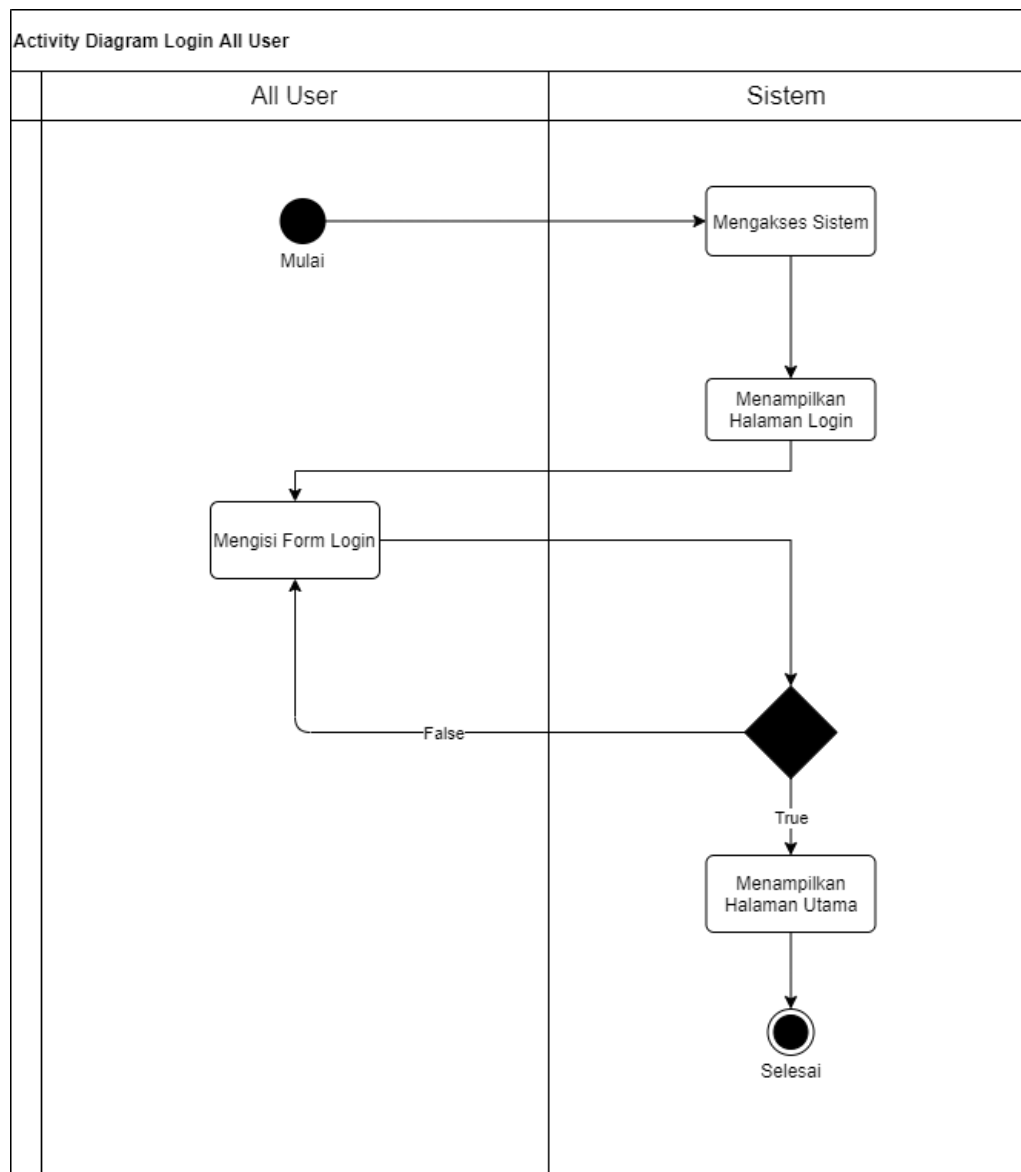 Activity Diagram Login All User
All User
Sistem
Mulai
Mengakses Sistem
Menampilkan
Halaman Login
Mengisi Form Login
False
True
Menampilkan
Halaman Utama
Selesai